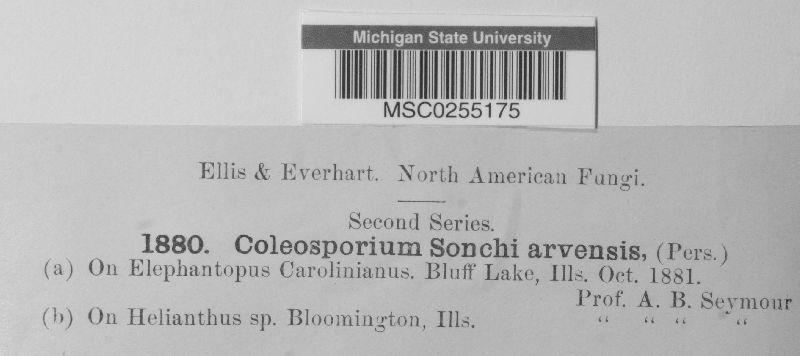 Michigan State University
MSC0255175
Ellis & Everhart. North American Fungi.
Second Series.
1880. Coleosporium Sonchi arvensis, (Pers.)
(a) On Elephantopus Carolinianus. Bluff Lake, Ills. Oct. 1881.
Prof. A. B. Seymour
(b) On Helianthus sp. Bloomington, Ills. “ “ “ “